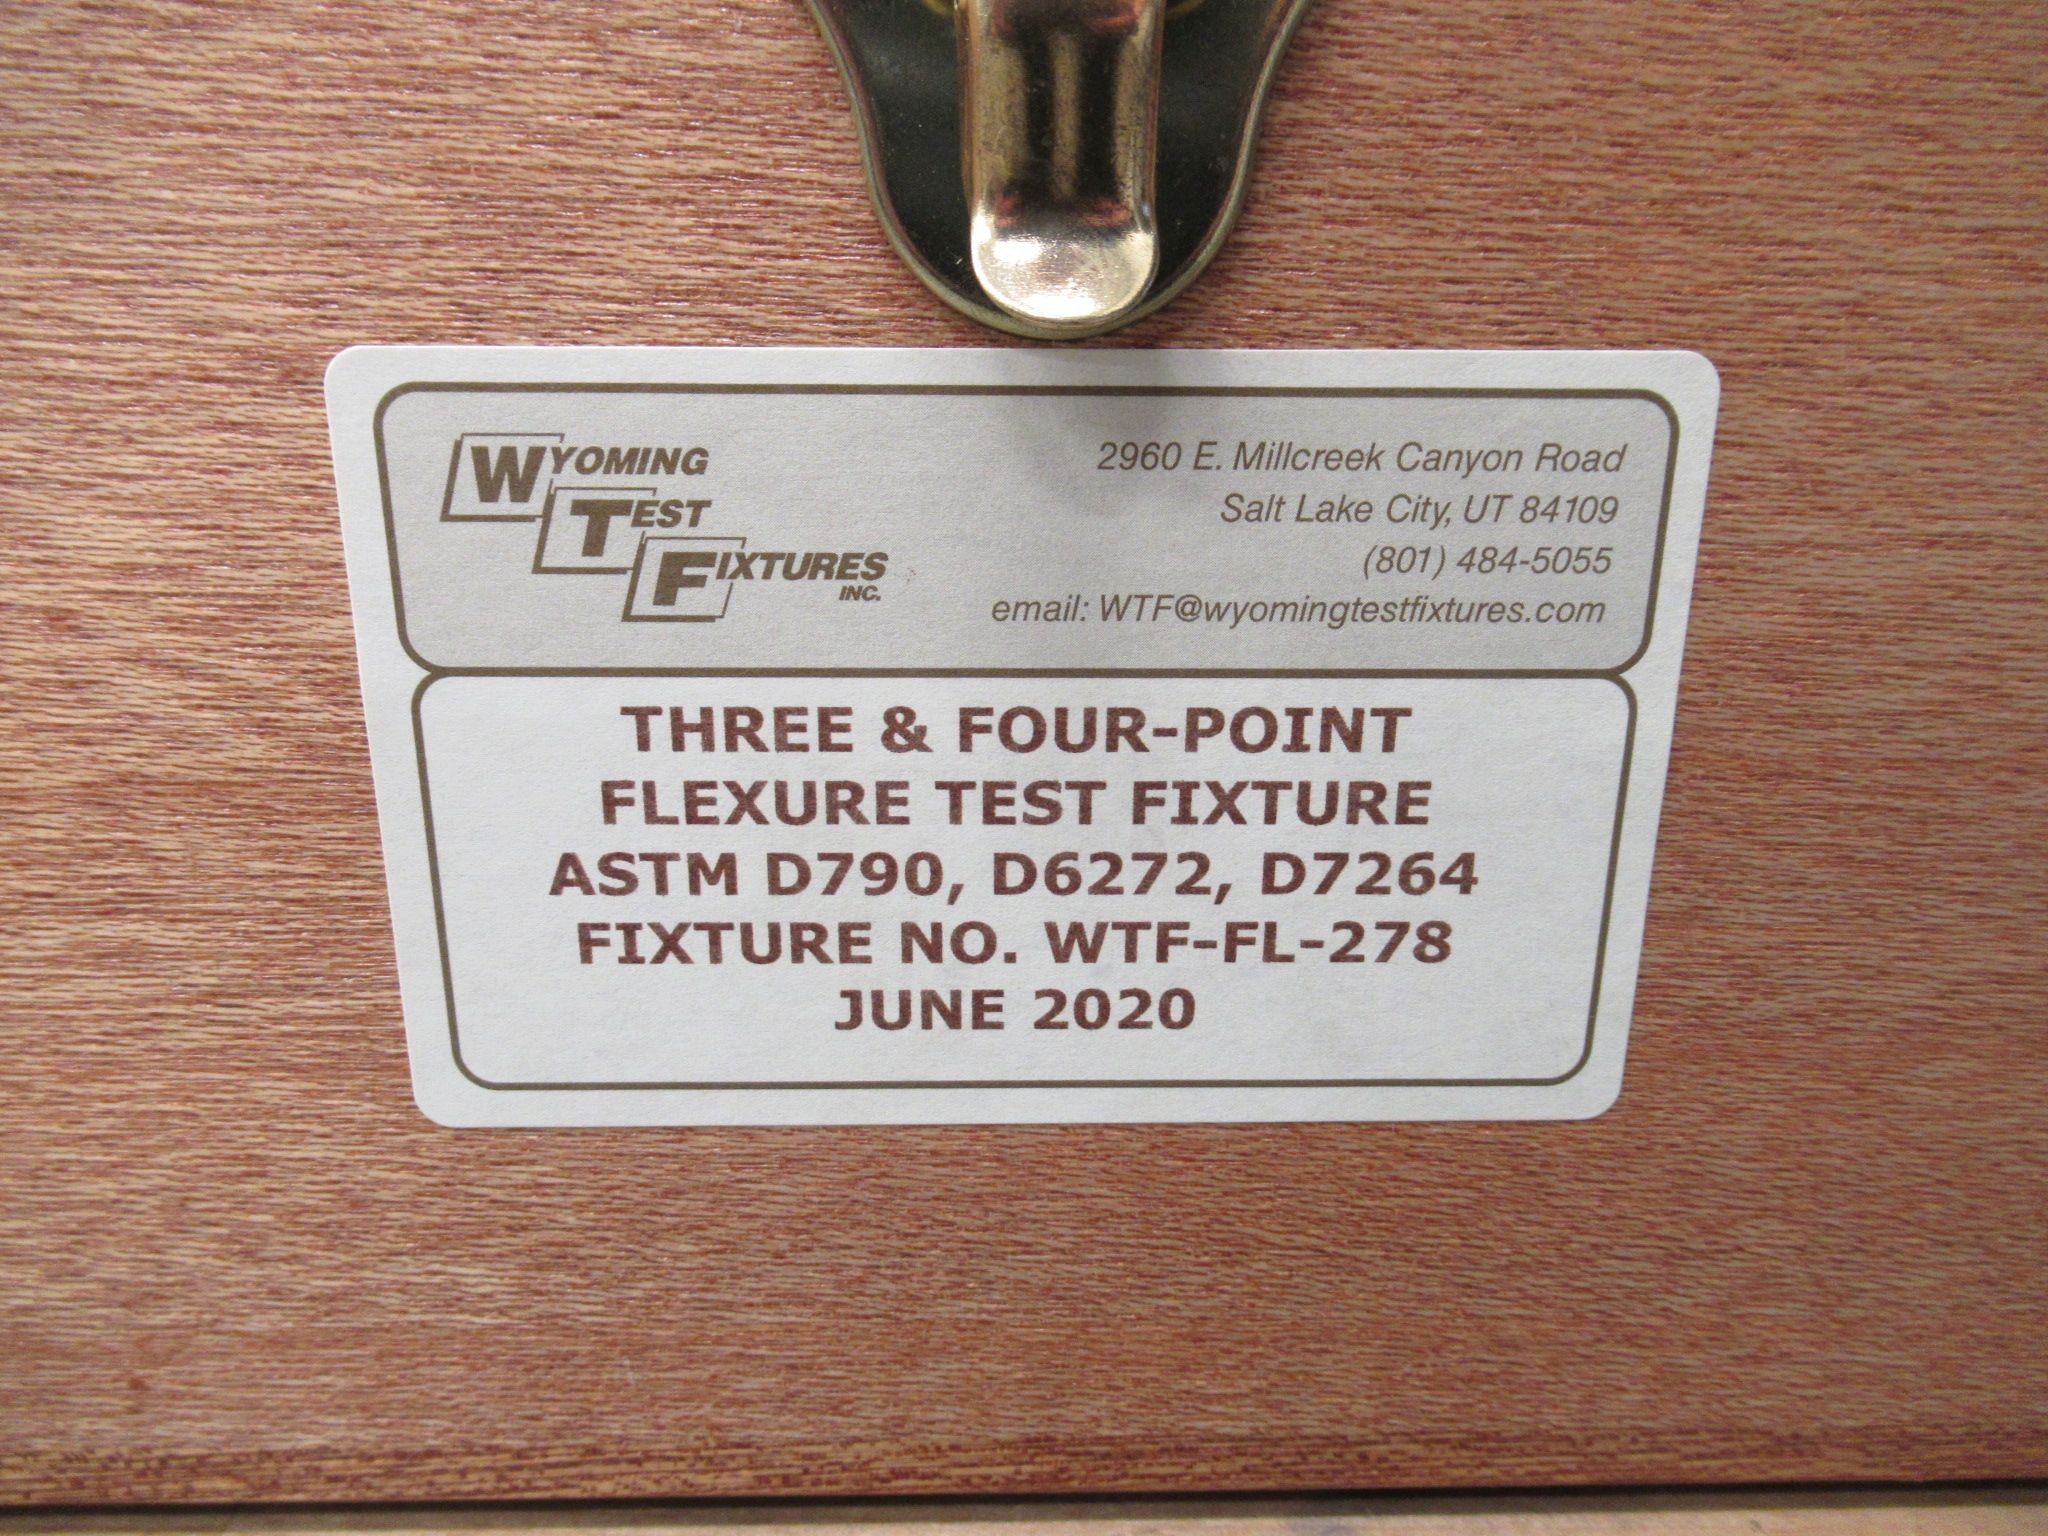 WYOMING
TEST
FIXTURES
INC.
2960 E. Millcreek Canyon Road
Salt Lake City, UT 84109
(801) 484-5055
email: WTF@wyomingtestfixtures.com
THREE & FOUR-POINT
FLEXURE TEST FIXTURE
ASTM D790, D6272, D7264
FIXTURE NO. WTF-FL-278
JUNE 2020